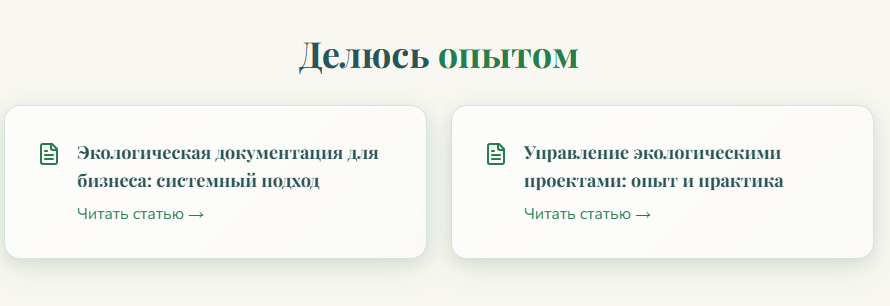 Делюсь опытом
Экологическая документация для
бизнеса: системный подход
Читать статью →
Управление экологическими
проектами: опыт и практика
Читать статью →